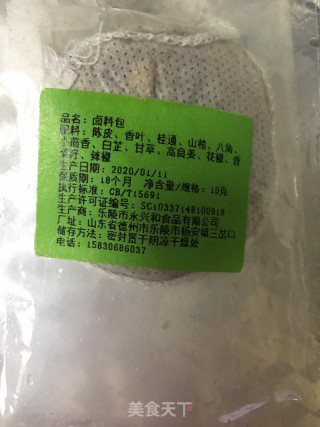 品名：卤料包
配料：陈皮、香叶、桂通、山楂、八角、
小茴香、白芷、甘草、高良姜、花椒、香
茅籽、辣椒
生产日期：2020/01/11
保质期：18个月 净含量/规格：10克
执行标准：GB/T15691
生产许可证编号：SC10337148100918
生产商：乐陵市永兴和食品有限公司
厂址：山东省德州市乐陵市杨安镇三岔口
储存方法：密封置于阴凉干燥处
电话：15830686037
美食天下